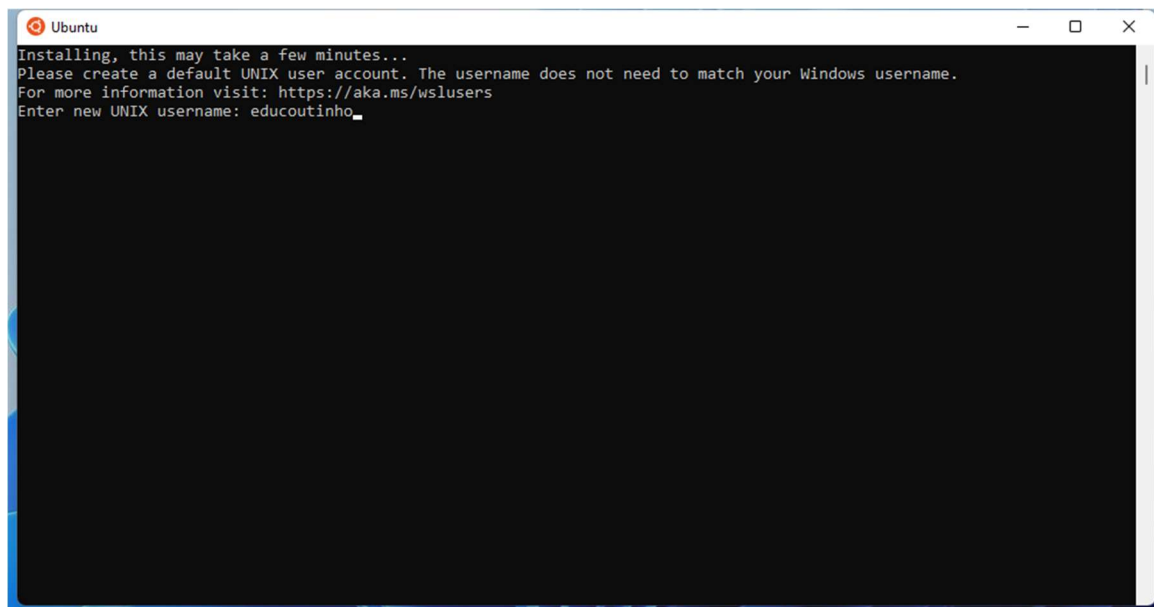 Ubuntu
Installing, this may take a few minutes...
Please create a default UNIX user account. The username does not need to match your Windows username.
For more information visit: https://aka.ms/wslusers
Enter new UNIX username: educoutinho